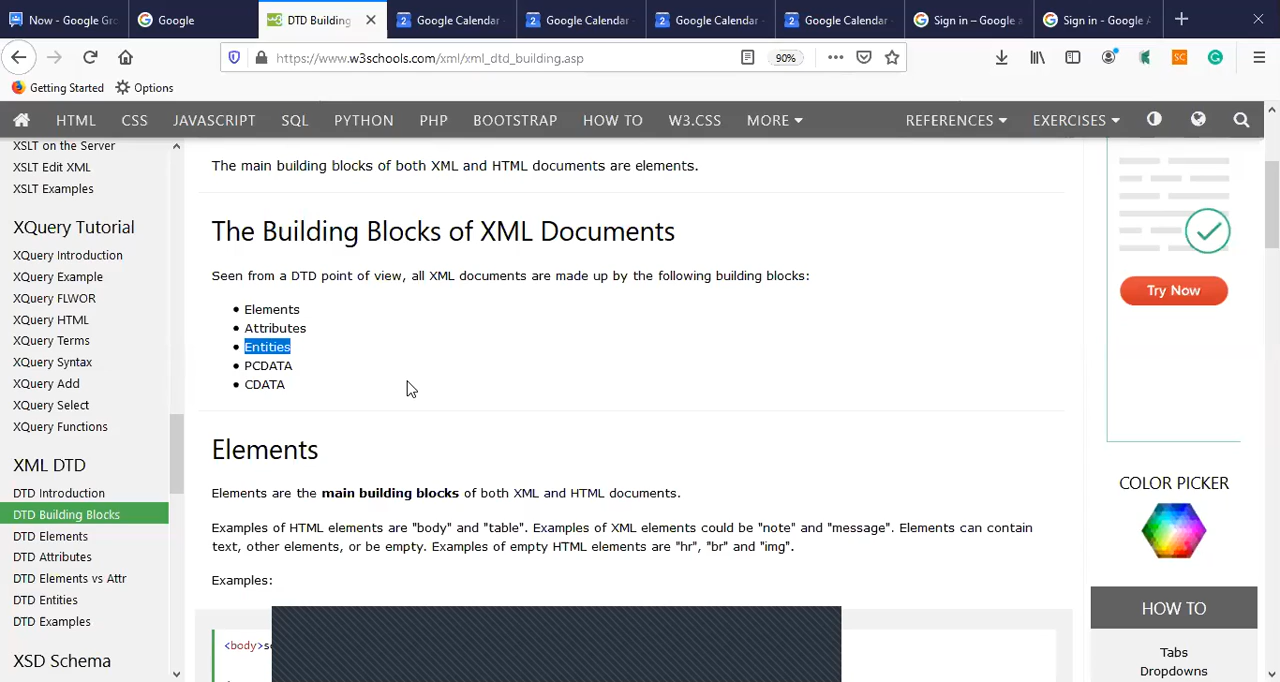 Now - Google Gro
Google
DTD Building
Google Calendar
Google Calendar
Google Calendar
Google Calendar
Sign in – Google a
Sign in - Google A
https://www.w3schools.com/xml/xml_dtd_building.asp
90%
Getting Started
Options
HTML CSS JAVASCRIPT SQL PYTHON PHP BOOTSTRAP HOW TO W3.CSS MORE REFERENCES EXERCISES
XSLT on the Server
XSLT Edit XML
XSLT Examples
XQuery Tutorial
XQuery Introduction
XQuery Example
XQuery FLWOR
XQuery HTML
XQuery Terms
XQuery Syntax
XQuery Add
XQuery Select
XQuery Functions
XML DTD
DTD Introduction
DTD Building Blocks
DTD Elements
DTD Attributes
DTD Elements vs Attr
DTD Entities
DTD Examples
XSD Schema
The main building blocks of both XML and HTML documents are elements.
The Building Blocks of XML Documents
Seen from a DTD point of view, all XML documents are made up by the following building blocks:
Elements
Attributes
Entities
PCDATA
CDATA
Elements
Elements are the main building blocks of both XML and HTML documents.
Examples of HTML elements are "body" and "table". Examples of XML elements could be "note" and "message". Elements can contain
text, other elements, or be empty. Examples of empty HTML elements are "hr", "br" and "img".
Examples:
<body>
Try Now
COLOR PICKER
HOW TO
Tabs
Dropdowns